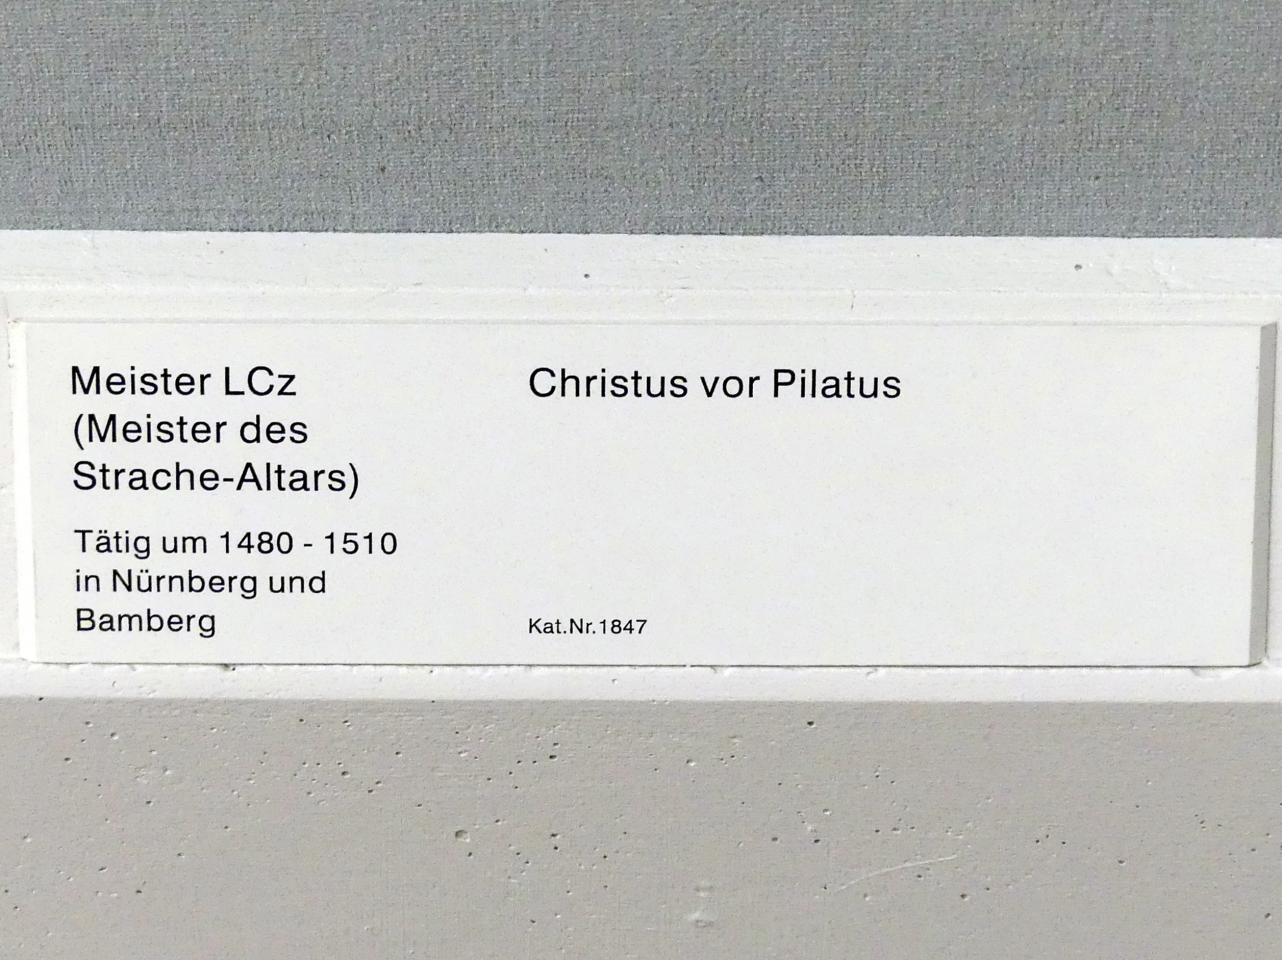 Meister LCz
(Meister des
Strache-Altars)
Tätig um 1480 - 1510
in Nürnberg und
Bamberg
Christus vor Pilatus
Kat.Nr.1847